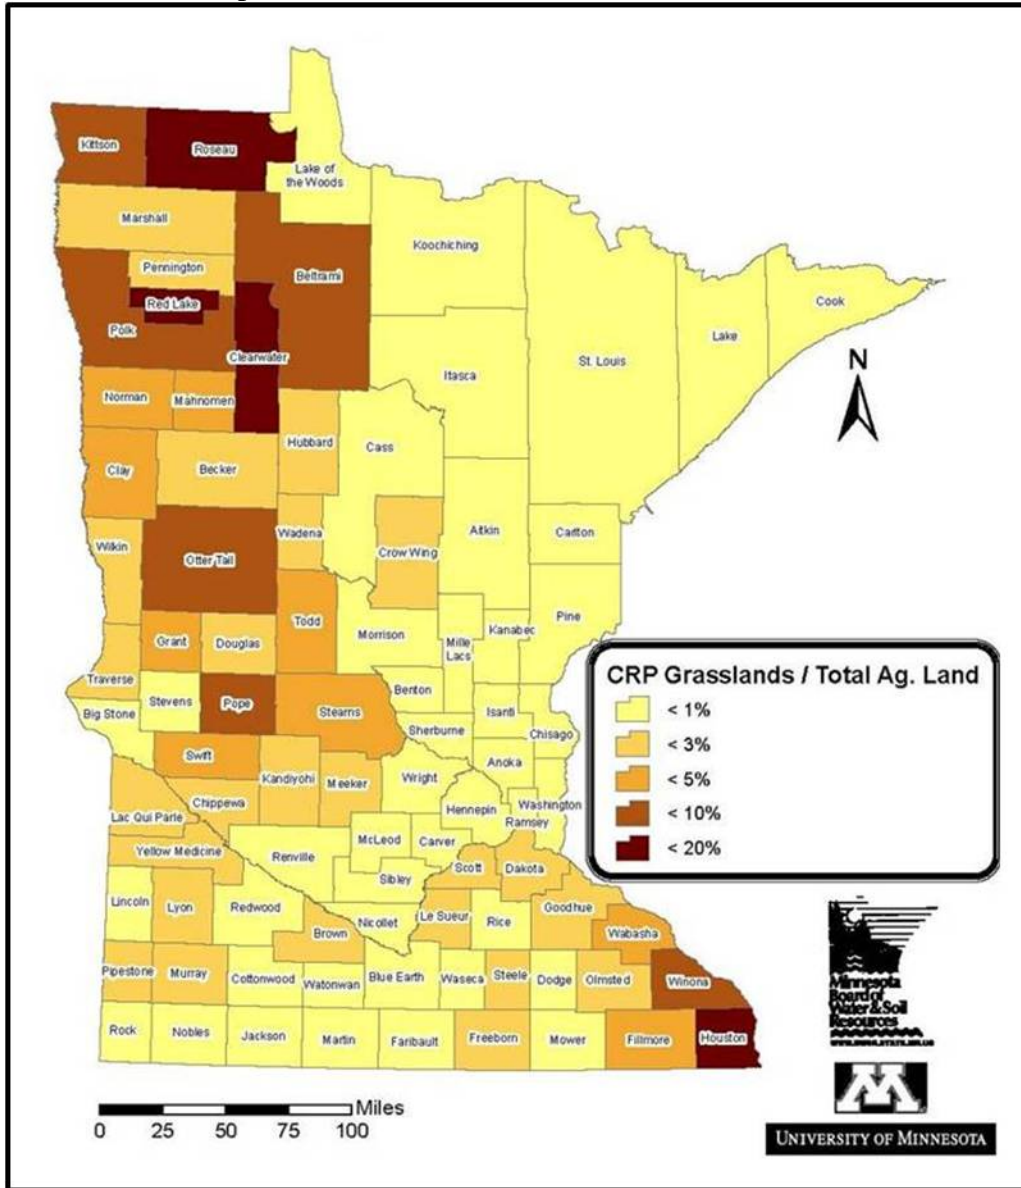 Kittson
Roseau
Lake of
the Woods
Marshall
Koochiching
Pennington
Beltrami
Red Lake
Cook
Polk
Lake
Clearwater
St. Louis
Itasca
N
Norman
Mahnomen
Hubbard
Cass
Clay
Becker
Aitkin
Carlton
Wadena
Wilkin
Crow Wing
Otter Tail
Pine
Todd
Kanabec
Morrison
Grant
Douglas
Mille
Lacs
Traverse
Benton
Stevens
Pope
Big Stone
Stearns
Isanti
Sherburne
Chisago
Swift
Anoka
Kandiyohi
Meeker
Wright
Chippewa
Hennepin
Washington
Lac Qui Parle
Ramsey
McLeod
Carver
Yellow Medicine
Renville
Scott
Dakota
Sibley
Lincoln
Lyon
Redwood
Goodhue
Le Sueur
Nicollet
Rice
Brown
Wabasha
Pipestone
Murray
Cottonwood
Watonwan
Blue Earth
Waseca
Steele
Dodge
Olmsted
Winona
Rock
Nobles
Jackson
Martin
Faribault
Freeborn
Mower
Fillmore
Houston
CRP Grasslands / Total Ag. Land
< 1%
< 3%
< 5%
< 10%
< 20%
Minnesota
Board of
Water & Soil
Resources
Miles
0 25 50 75 100
M
UNIVERSITY OF MINNESOTA